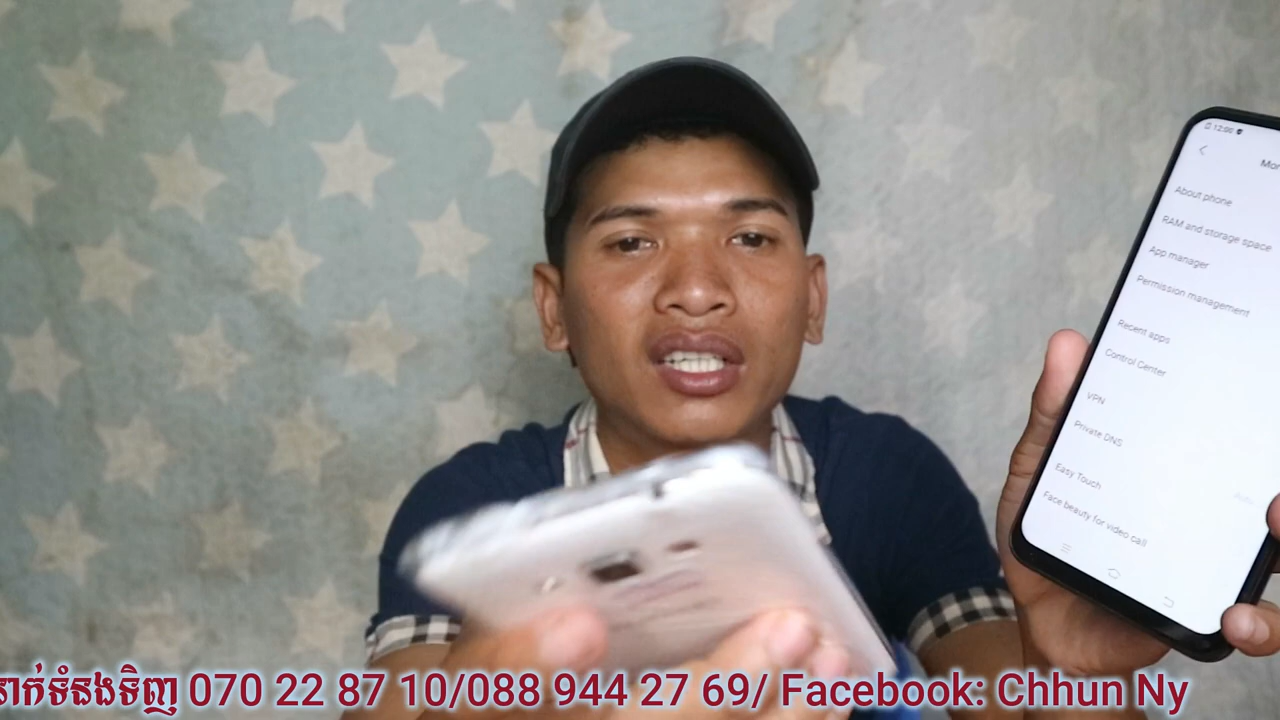 12:00
About phone
RAM and storage space
App manager
Permission management
Recent apps
Control Center
VPN
Private DNS
Easy Touch
Face beauty for video call
ទំនងទិញ 070 22 87 10/088 944 27 69/ Facebook: Chhun Ny